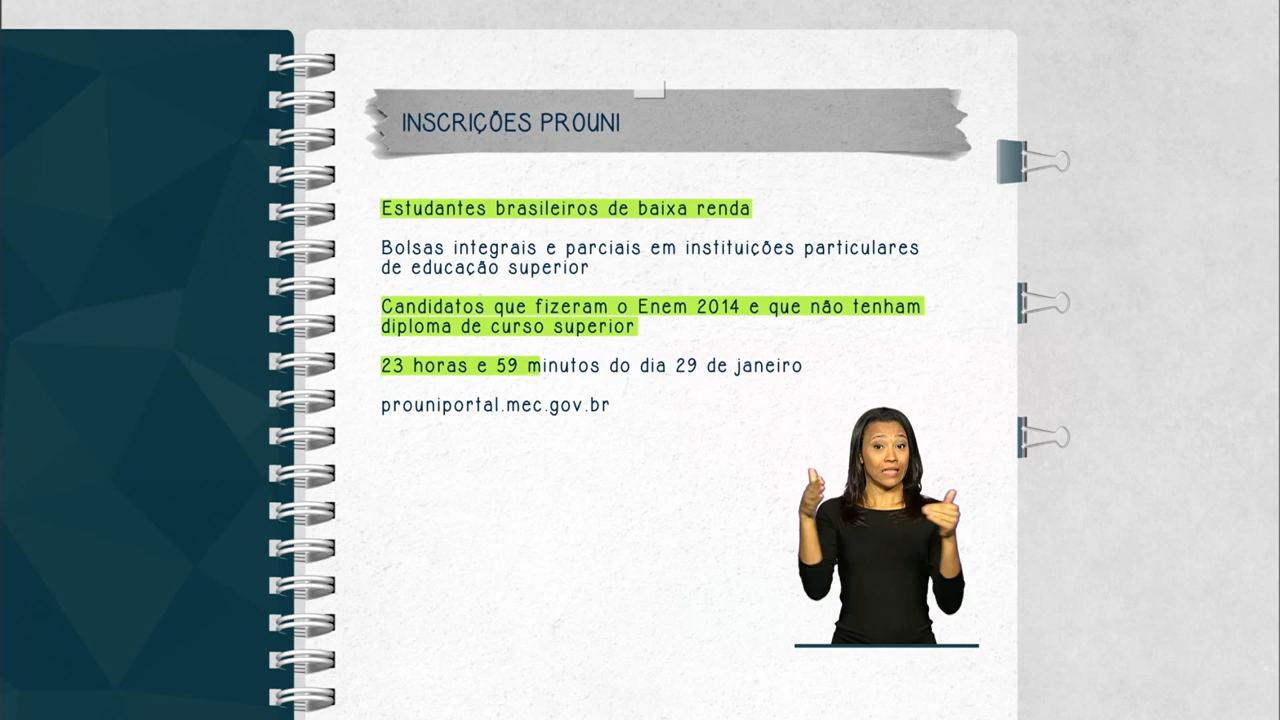 INSCRIÇÕES PROUNI
Estudantes brasileiros de baixa renda
Bolsas integrais e parciais em instituições particulares
de educação superior
Candidatos que fizeram o Enem 2014 e que não tenham
diploma de curso superior
23 horas e 59 minutos do dia 29 de janeiro
prouniportal.mec.gov.br